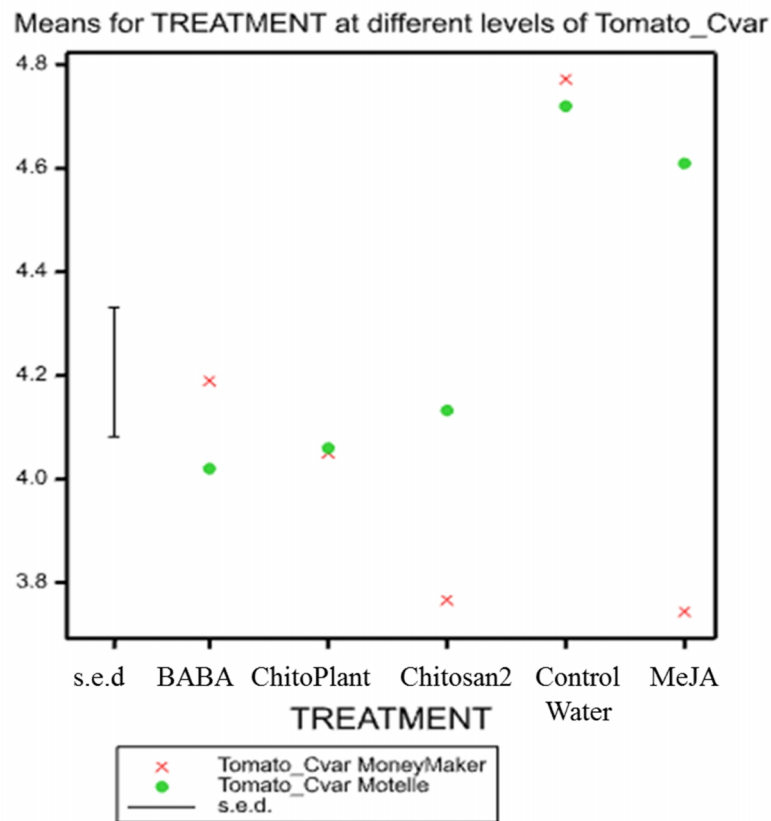 Means for TREATMENT at different levels of Tomato_Cvar
4.8
4.6
4.4
4.2
4.0
3.8
s.e.d BABA ChitoPlant Chitosan2 Control Water MeJA
TREATMENT
Tomato_Cvar MoneyMaker
Tomato_Cvar Motelle
s.e.d.